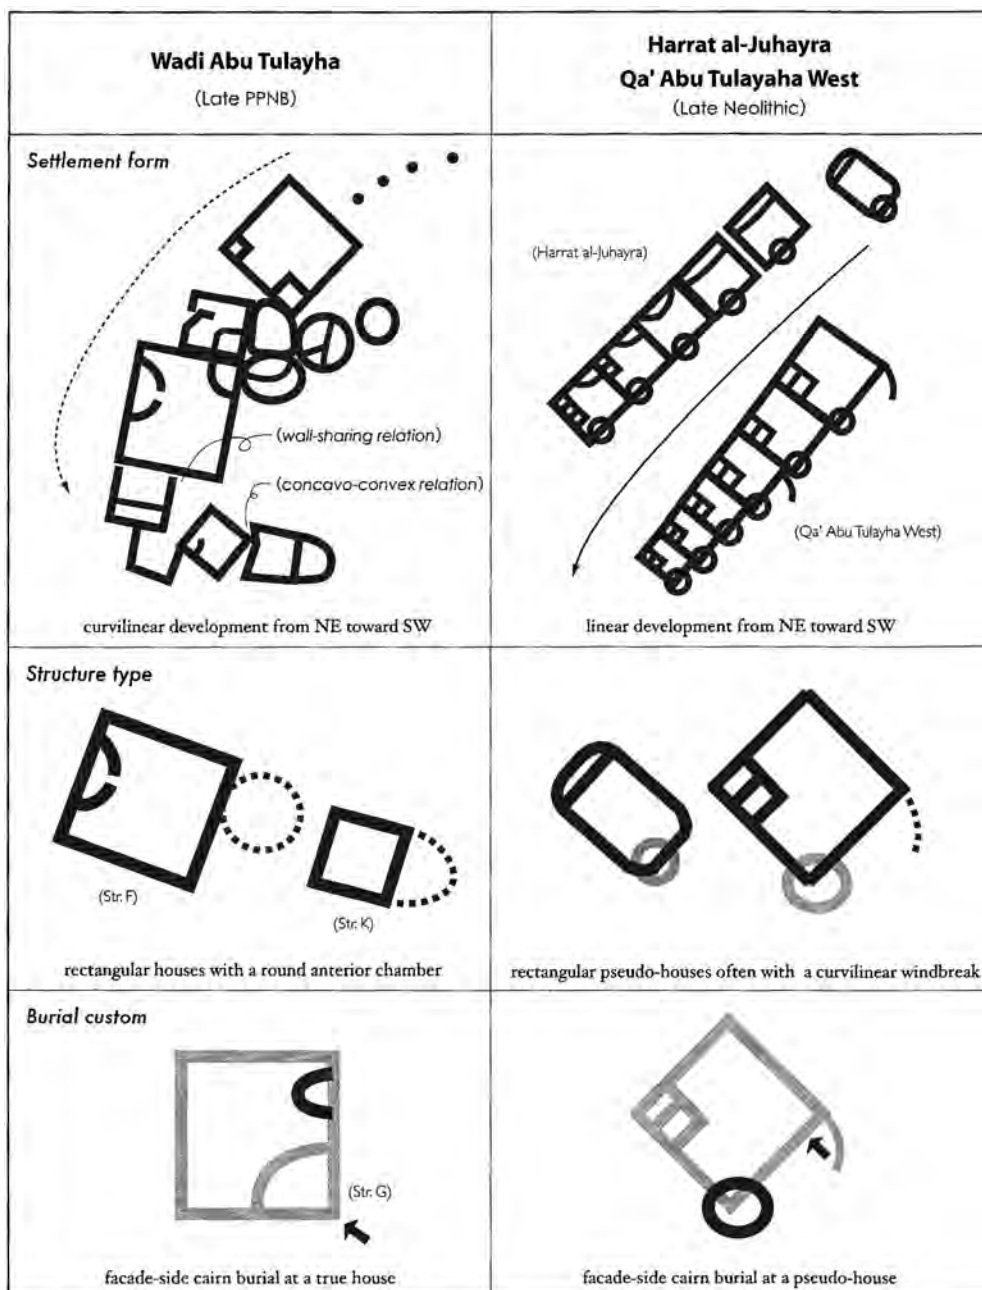 Wadi Abu Tulayha
(Late PPNB)
Harrat al-Juhayra
Qa' Abu Tulayaha West
(Late Neolithic)
Settlement form
(wall-sharing relation)
(concavo-convex relation)
curvilinear development from NE toward SW
(Harrat al-Juhayra)
(Qa' Abu Tulayha West)
linear development from NE toward SW
Structure type
(Str. F)
(Str. K)
rectangular houses with a round anterior chamber
rectangular pseudo-houses often with a curvilinear windbreak
Burial custom
(Str. G)
facade-side cairn burial at a true house
facade-side cairn burial at a pseudo-house